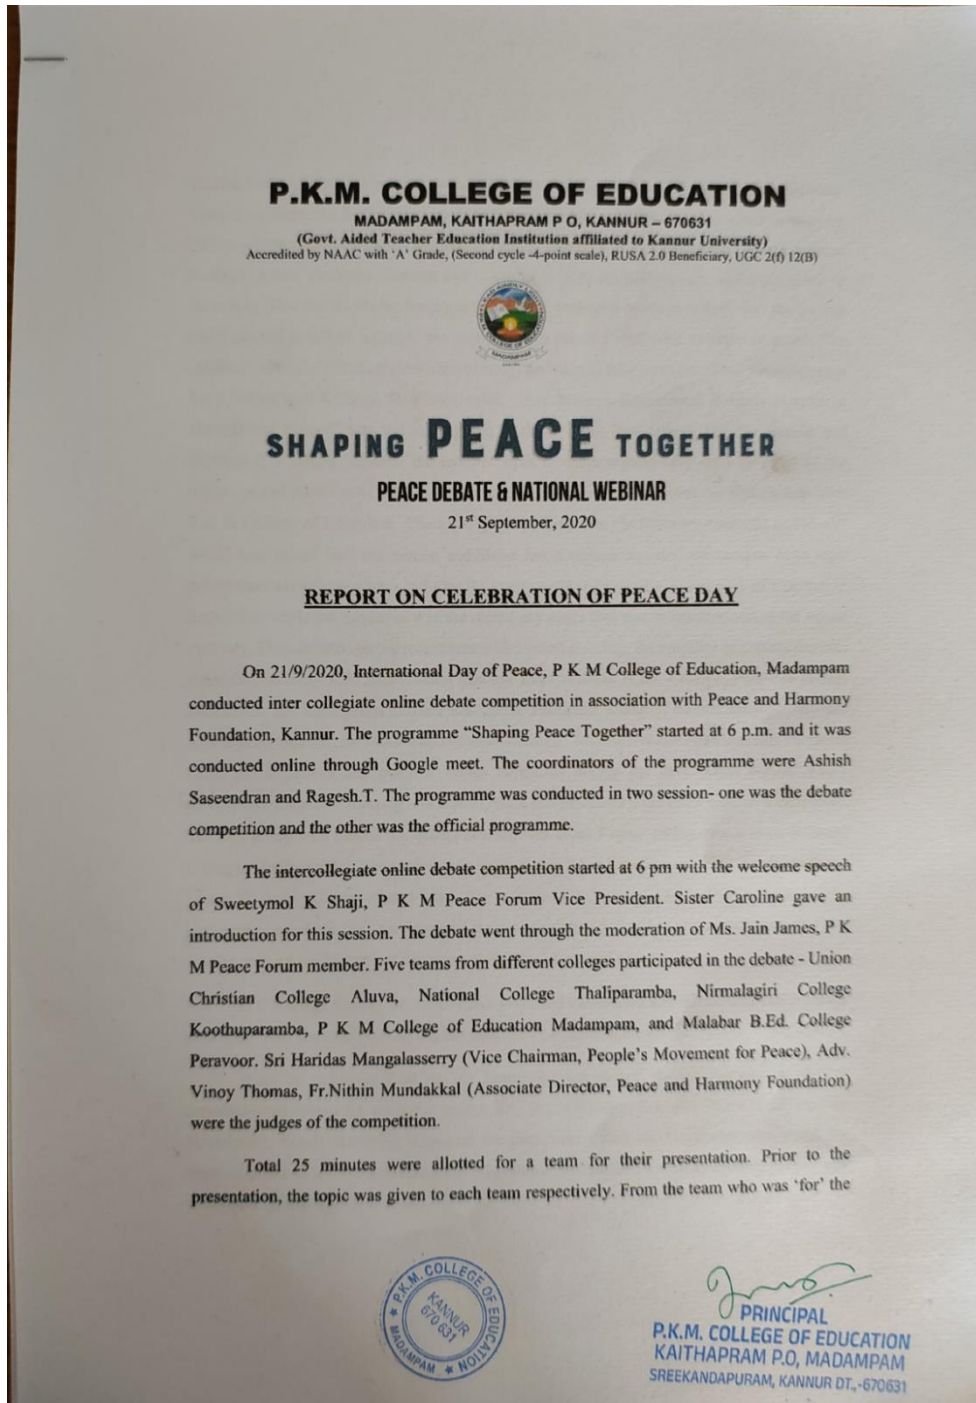 P.K.M. COLLEGE OF EDUCATION
MADAMPAM, KAITHAPRAM P O, KANNUR – 670631
(Govt. Aided Teacher Education Institution affiliated to Kannur University)
Accredited by NAAC with ‘A’ Grade, (Second cycle -4-point scale), RUSA 2.0 Beneficiary, UGC 2(f) 12(B)
MADAMPAM
SHAPING PEACE TOGETHER
PEACE DEBATE & NATIONAL WEBINAR
21st September, 2020
REPORT ON CELEBRATION OF PEACE DAY
On 21/9/2020, International Day of Peace, P K M College of Education, Madampam
conducted inter collegiate online debate competition in association with Peace and Harmony
Foundation, Kannur. The programme “Shaping Peace Together” started at 6 p.m. and it was
conducted online through Google meet. The coordinators of the programme were Ashish
Saseendran and Ragesh.T. The programme was conducted in two session- one was the debate
competition and the other was the official programme.
The intercollegiate online debate competition started at 6 pm with the welcome speech
of Sweetymol K Shaji, P K M Peace Forum Vice President. Sister Caroline gave an
introduction for this session. The debate went through the moderation of Ms. Jain James, P K
M Peace Forum member. Five teams from different colleges participated in the debate - Union
Christian College Aluva, National College Thaliparamba, Nirmalagiri College
Koothuparamba, P K M College of Education Madampam, and Malabar B.Ed. College
Peravoor. Sri Haridas Mangalasserry (Vice Chairman, People’s Movement for Peace), Adv.
Vinoy Thomas, Fr.Nithin Mundakkal (Associate Director, Peace and Harmony Foundation)
were the judges of the competition.
Total 25 minutes were allotted for a team for their presentation. Prior to the
presentation, the topic was given to each team respectively. From the team who was ‘for’ the
P.K.M. COLLEGE OF EDUCATION
MADAMPAM
KANNUR
670 631
PRINCIPAL
P.K.M. COLLEGE OF EDUCATION
KAITHAPRAM P.O, MADAMPAM
SREEKANDAPURAM, KANNUR DT.,-670631